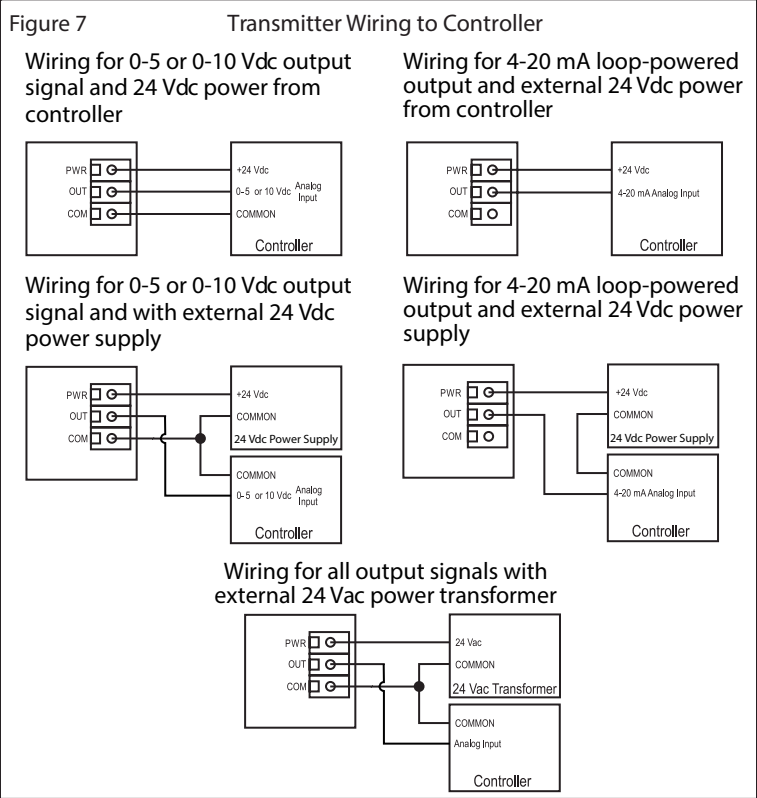 Figure 7
Transmitter Wiring to Controller
Wiring for 0-5 or 0-10 Vdc output
signal and 24 Vdc power from
controller
PWR
OUT
COM
+24 Vdc
0-5 or 10 Vdc Analog
Input
COMMON
Controller
Wiring for 4-20 mA loop-powered
output and external 24 Vdc power
from controller
PWR
OUT
COM
+24 Vdc
4-20 mA Analog Input
Controller
Wiring for 0-5 or 0-10 Vdc output
signal and with external 24 Vdc
power supply
PWR
OUT
COM
+24 Vdc
COMMON
24 Vdc Power Supply
COMMON
0-5 or 10 Vdc Analog
Input
Controller
Wiring for 4-20 mA loop-powered
output and external 24 Vdc power
supply
PWR
OUT
COM
+24 Vdc
COMMON
24 Vdc Power Supply
COMMON
4-20 mA Analog Input
Controller
Wiring for all output signals with
external 24 Vac power transformer
PWR
OUT
COM
24 Vac
COMMON
24 Vac Transformer
COMMON
Analog Input
Controller